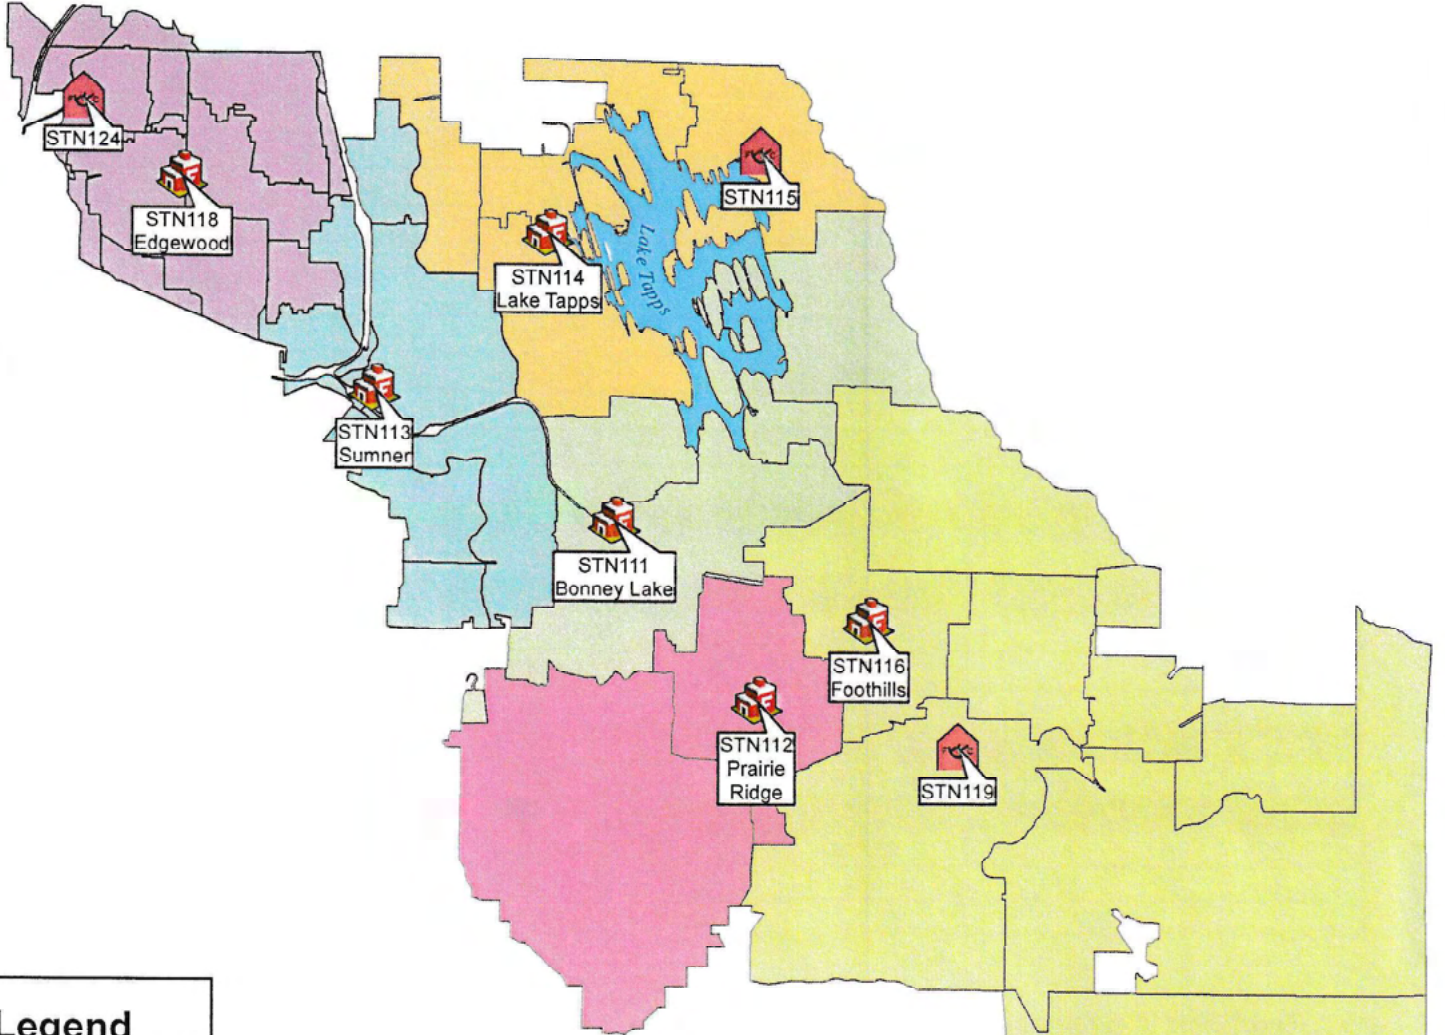 STN124
STN118
Edgewood
STN115
STN114
Lake Tapps
Lake Tapps
STN113
Sumner
STN111
Bonney Lake
STN116
Foothills
STN112
Prairie
Ridge
STN119
Legend